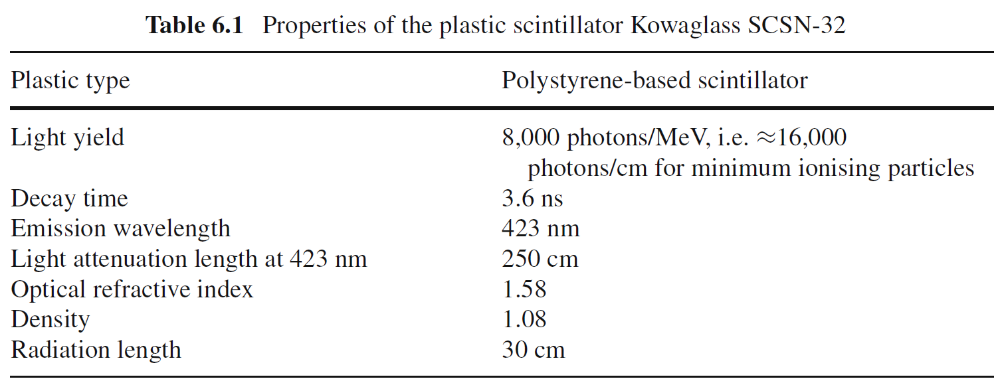 Table 6.1 Properties of the plastic scintillator Kowaglass SCSN-32
Plastic type Polystyrene-based scintillator
Light yield 8,000 photons/MeV, i.e. ≈16,000
photons/cm for minimum ionising particles
Decay time 3.6 ns
Emission wavelength 423 nm
Light attenuation length at 423 nm 250 cm
Optical refractive index 1.58
Density 1.08
Radiation length 30 cm